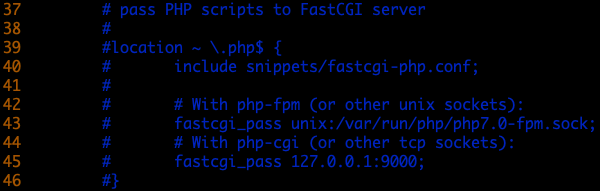 37 # pass PHP scripts to FastCGI server
38 #
39 #location ~ \.php$ {
40 # include snippets/fastcgi-php.conf;
41 #
42 # # With php-fpm (or other unix sockets):
43 # fastcgi_pass unix:/var/run/php/php7.0-fpm.sock;
44 # # With php-cgi (or other tcp sockets):
45 # fastcgi_pass 127.0.0.1:9000;
46 #}